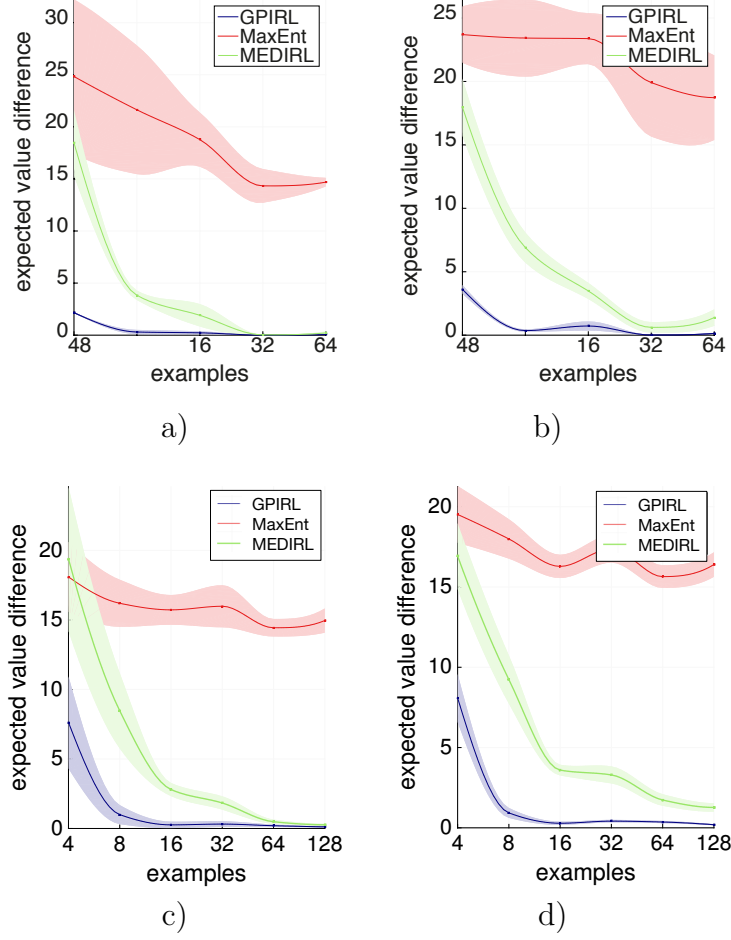 GPIRL
MaxEnt
MEDIRL
30
25
20
15
10
5
0
48 16 32 64
expected value difference
examples
a)
GPIRL
MaxEnt
MEDIRL
25
20
15
10
5
0
48 16 32 64
expected value difference
examples
b)
GPIRL
MaxEnt
MEDIRL
20
15
10
5
0
4 8 16 32 64 128
expected value difference
examples
c)
GPIRL
MaxEnt
MEDIRL
20
15
10
5
0
4 8 16 32 64 128
expected value difference
examples
d)